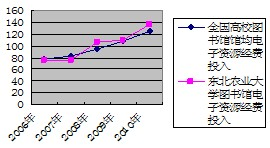 160
140
120
100
80
60
40
20
0
2006年
2007年
2008年
2009年
2010年
全国高校图
书馆馆均电
子资源经费
投入
东北农业大
学图书馆电
子资源经费
投入